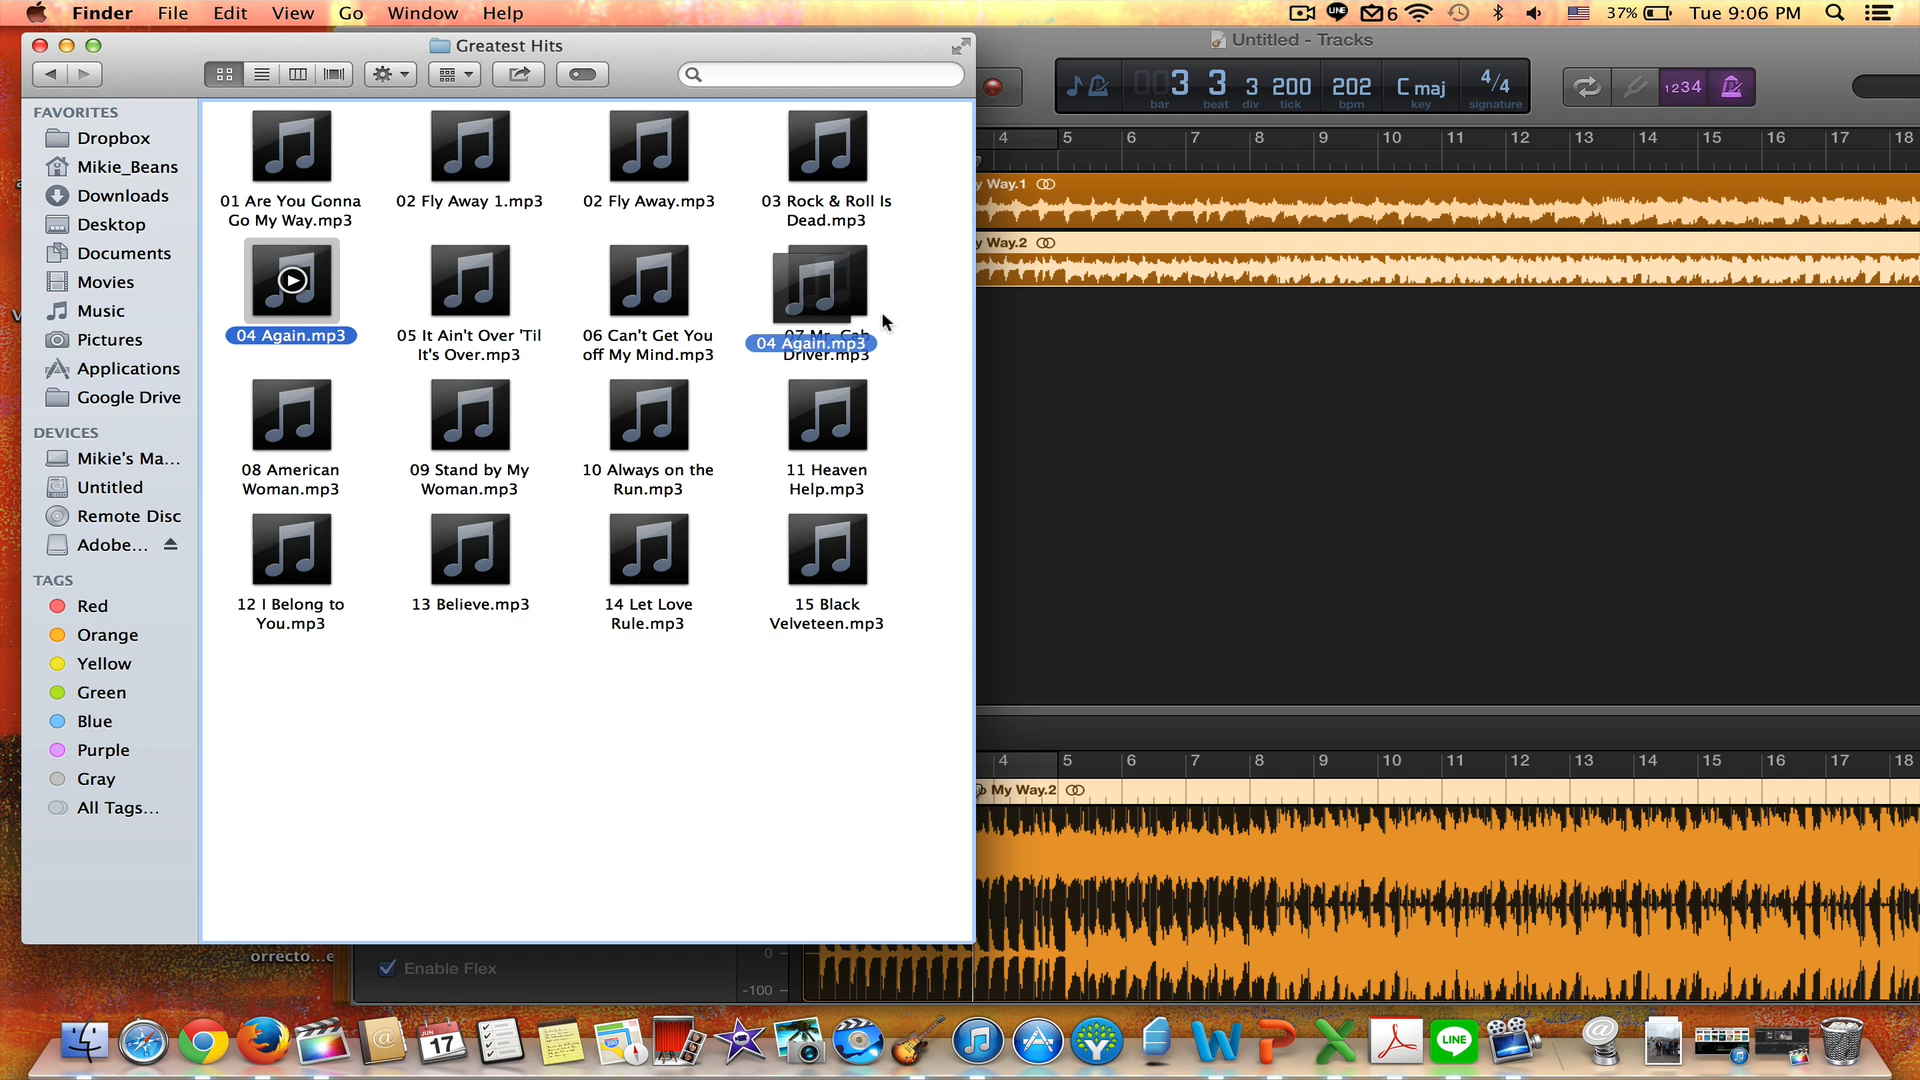 Finder File Edit View Go Window Help
6 37% Tue 9:06 PM
Greatest Hits
Untitled - Tracks
003 3 3 200 202 C maj 4/4
bar beat div tick bpm key signature
1234
FAVORITES
Dropbox
Mikie_Beans
Downloads
Desktop
Documents
Movies
Music
Pictures
Applications
Google Drive
DEVICES
Mikie's Ma...
Untitled
Remote Disc
Adobe...
TAGS
Red
Orange
Yellow
Green
Blue
Purple
Gray
All Tags...
01 Are You Gonna
Go My Way.mp3
02 Fly Away 1.mp3
02 Fly Away.mp3
03 Rock & Roll Is
Dead.mp3
04 Again.mp3
05 It Ain't Over 'Til
It's Over.mp3
06 Can't Get You
off My Mind.mp3
07 Mr. Cab
Driver.mp3
04 Again.mp3
08 American
Woman.mp3
09 Stand by My
Woman.mp3
10 Always on the
Run.mp3
11 Heaven
Help.mp3
12 I Belong to
You.mp3
13 Believe.mp3
14 Let Love
Rule.mp3
15 Black
Velveteen.mp3
4 5 6 7 8 9 10 11 12 13 14 15 16 17 18
y Way.1
y Way.2
4 5 6 7 8 9 10 11 12 13 14 15 16 17 18
o My Way.2
orrecto...e
Enable Flex
0
-100
JUN
17
280
LINE